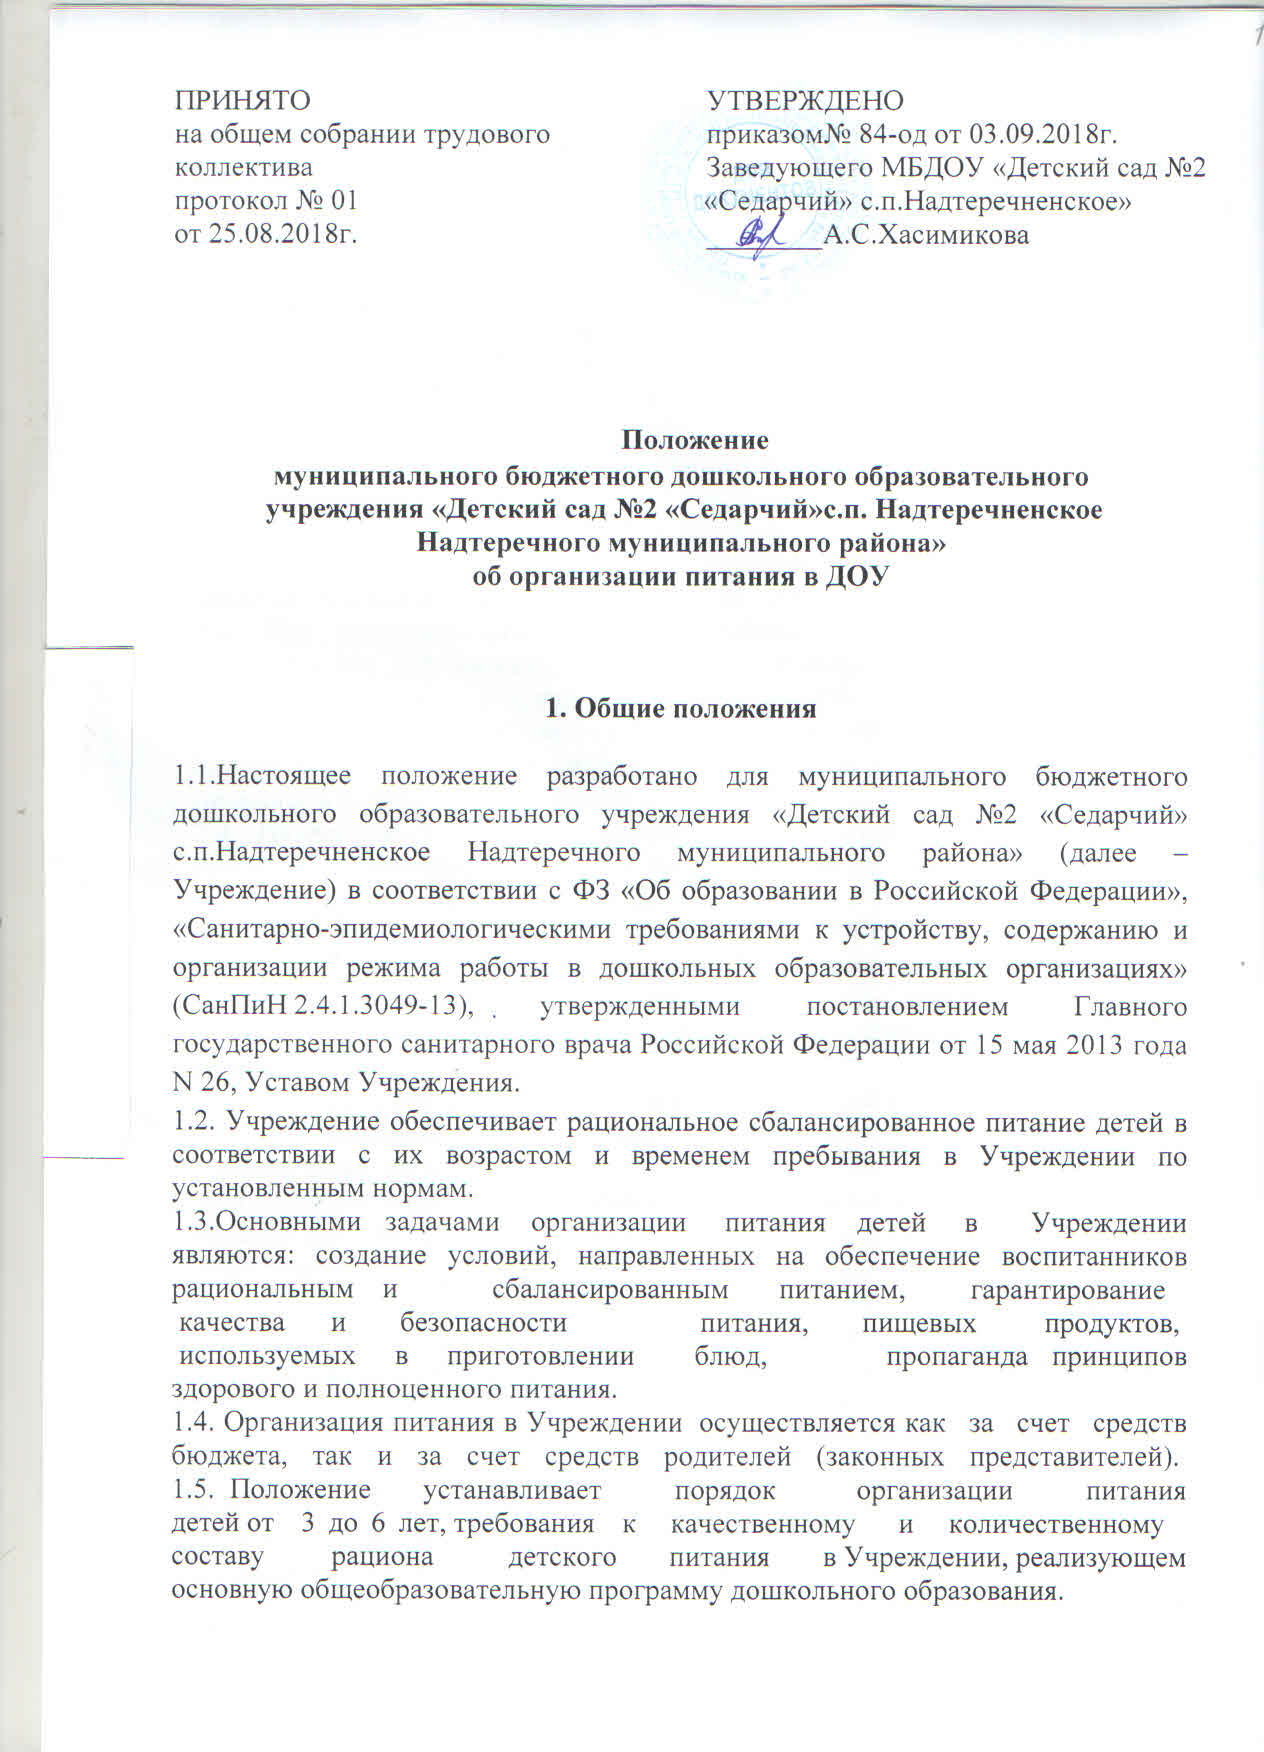 ПРИНЯТО
на общем собрании трудового
коллектива
протокол № 01
от 25.08.2018г.
УТВЕРЖДЕНО
приказом№ 84-од от 03.09.2018г.
Заведующего МБДОУ «Детский сад №2
«Седарчий» с.п.Надтеречненское»
________А.С.Хасимикова
Положение
муниципального бюджетного дошкольного образовательного
учреждения «Детский сад №2 «Седарчий»с.п. Надтеречненское
Надтеречного муниципального района»
об организации питания в ДОУ
1. Общие положения
1.1.Настоящее положение разработано для муниципального бюджетного
дошкольного образовательного учреждения «Детский сад №2 «Седарчий»
с.п.Надтеречненское Надтеречного муниципального района» (далее –
Учреждение) в соответствии с ФЗ «Об образовании в Российской Федерации»,
«Санитарно-эпидемиологическими требованиями к устройству, содержанию и
организации режима работы в дошкольных образовательных организациях»
(СанПиН 2.4.1.3049-13), . утвержденными постановлением Главного
государственного санитарного врача Российской Федерации от 15 мая 2013 года
N 26, Уставом Учреждения.
1.2. Учреждение обеспечивает рациональное сбалансированное питание детей в
соответствии с их возрастом и временем пребывания в Учреждении по
установленным нормам.
1.3.Основными задачами организации питания детей в Учреждении
являются: создание условий, направленных на обеспечение воспитанников
рациональным и сбалансированным питанием, гарантирование
качества и безопасности питания, пищевых продуктов,
используемых в приготовлении блюд, пропаганда принципов
здорового и полноценного питания.
1.4. Организация питания в Учреждении осуществляется как за счет средств
бюджета, так и за счет средств родителей (законных представителей).
1.5. Положение устанавливает порядок организации питания
детей от 3 до 6 лет, требования к качественному и количественному
составу рациона детского питания в Учреждении, реализующем
основную общеобразовательную программу дошкольного образования.